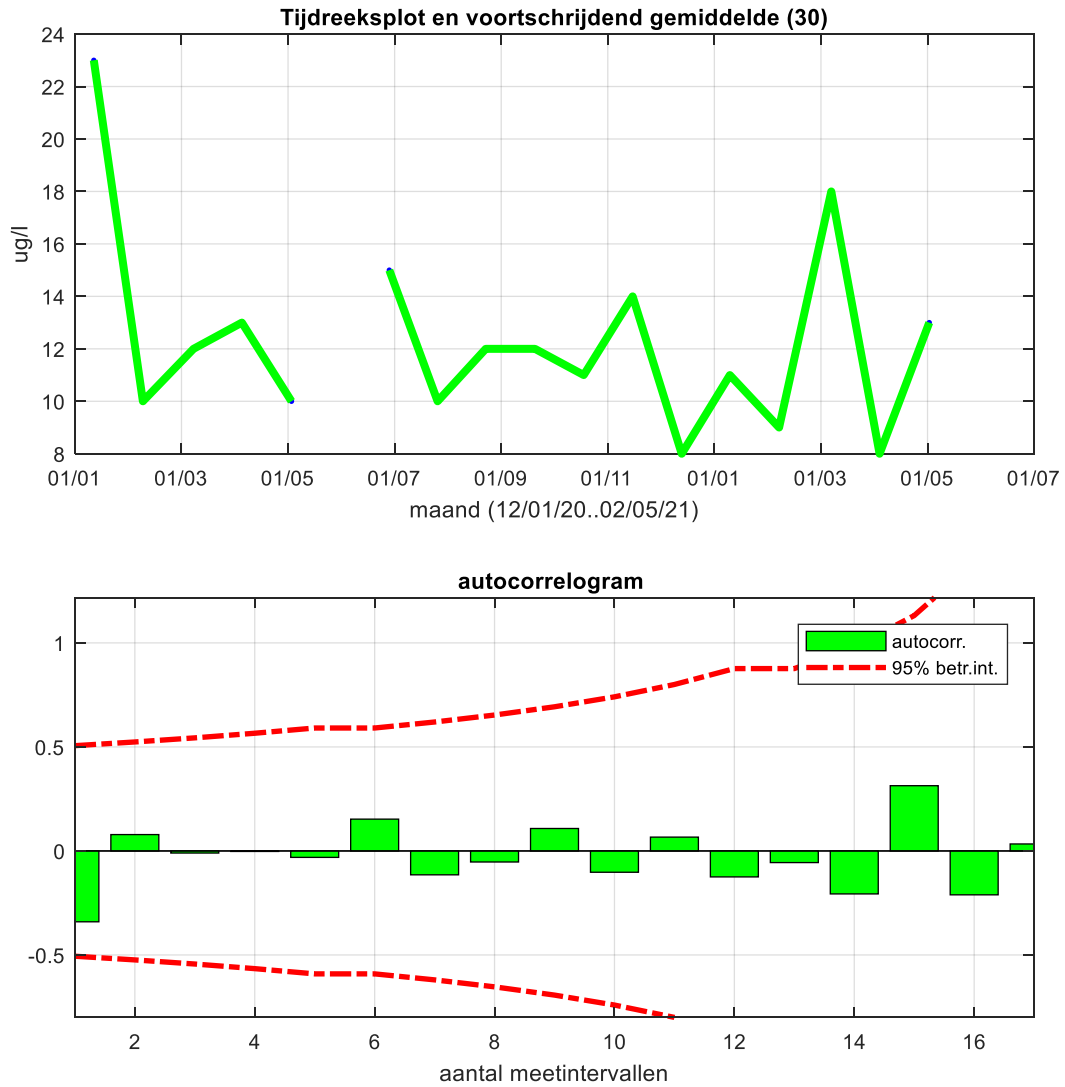 Tijdreeksplot en voortschrijdend gemiddelde (30)
24
22
20
18
16
14
12
10
8
ug/l
01/01 01/03 01/05 01/07 01/09 01/11 01/01 01/03 01/05 01/07
maand (12/01/20..02/05/21)
autocorrelogram
1
0.5
0
-0.5
autocorr.
95% betr.int.
2 4 6 8 10 12 14 16
aantal meetintervallen